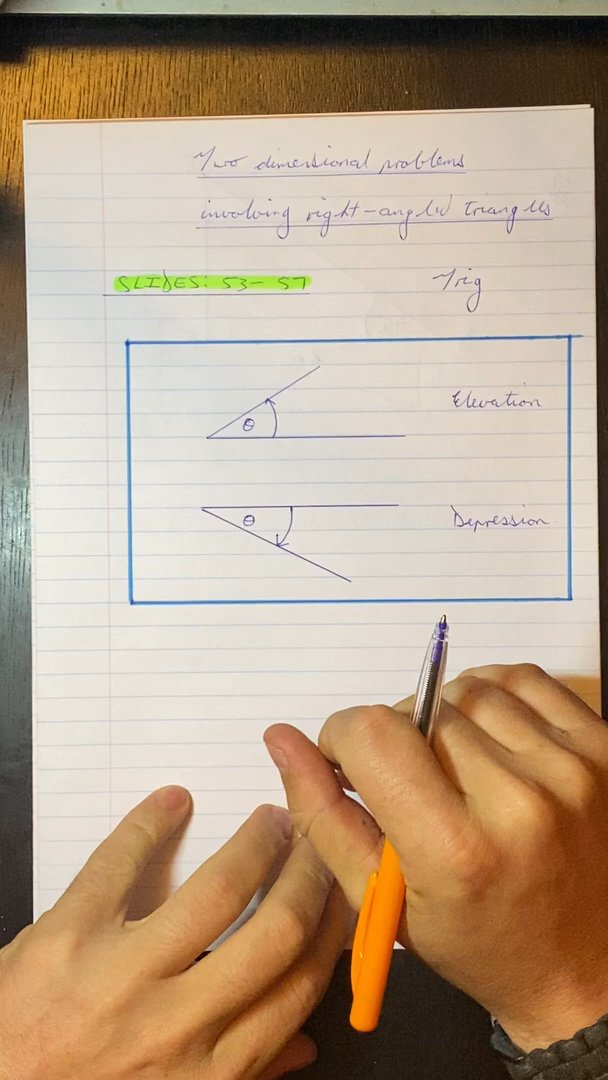 Two dimensional problems
involving right-angled triangles
SLIDES: 53-57
Trig
Elevation
θ
Depression
θ